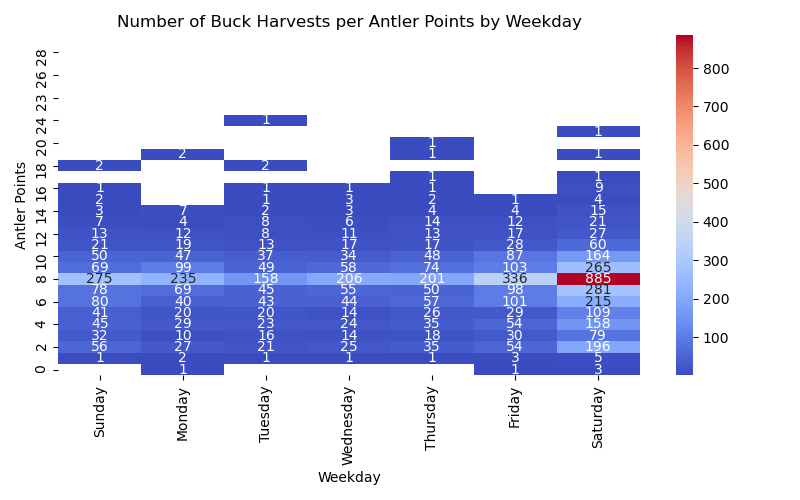 Number of Buck Harvests per Antler Points by Weekday
Antler Points
28
26
23
24 1
1
20 1
2 1 1
18 2 2
1 1
16 1 1 1 1 9
2 1 3 2 1 4
14 3 7 2 3 4 4 15
7 4 8 6 14 12 21
12 13 12 8 11 13 17 27
21 19 13 17 17 28 60
10 50 47 37 34 48 87 164
69 99 49 58 74 103 265
8 275 235 158 206 201 336 885
78 69 45 55 50 98 281
6 80 40 43 44 57 101 215
41 20 20 14 26 29 109
4 45 29 23 24 35 54 158
32 10 16 14 18 30 79
2 56 27 21 25 35 54 196
1 2 1 1 1 3 5
0 1 1 3
Sunday Monday Tuesday Wednesday Thursday Friday Saturday
Weekday
800
700
600
500
400
300
200
100